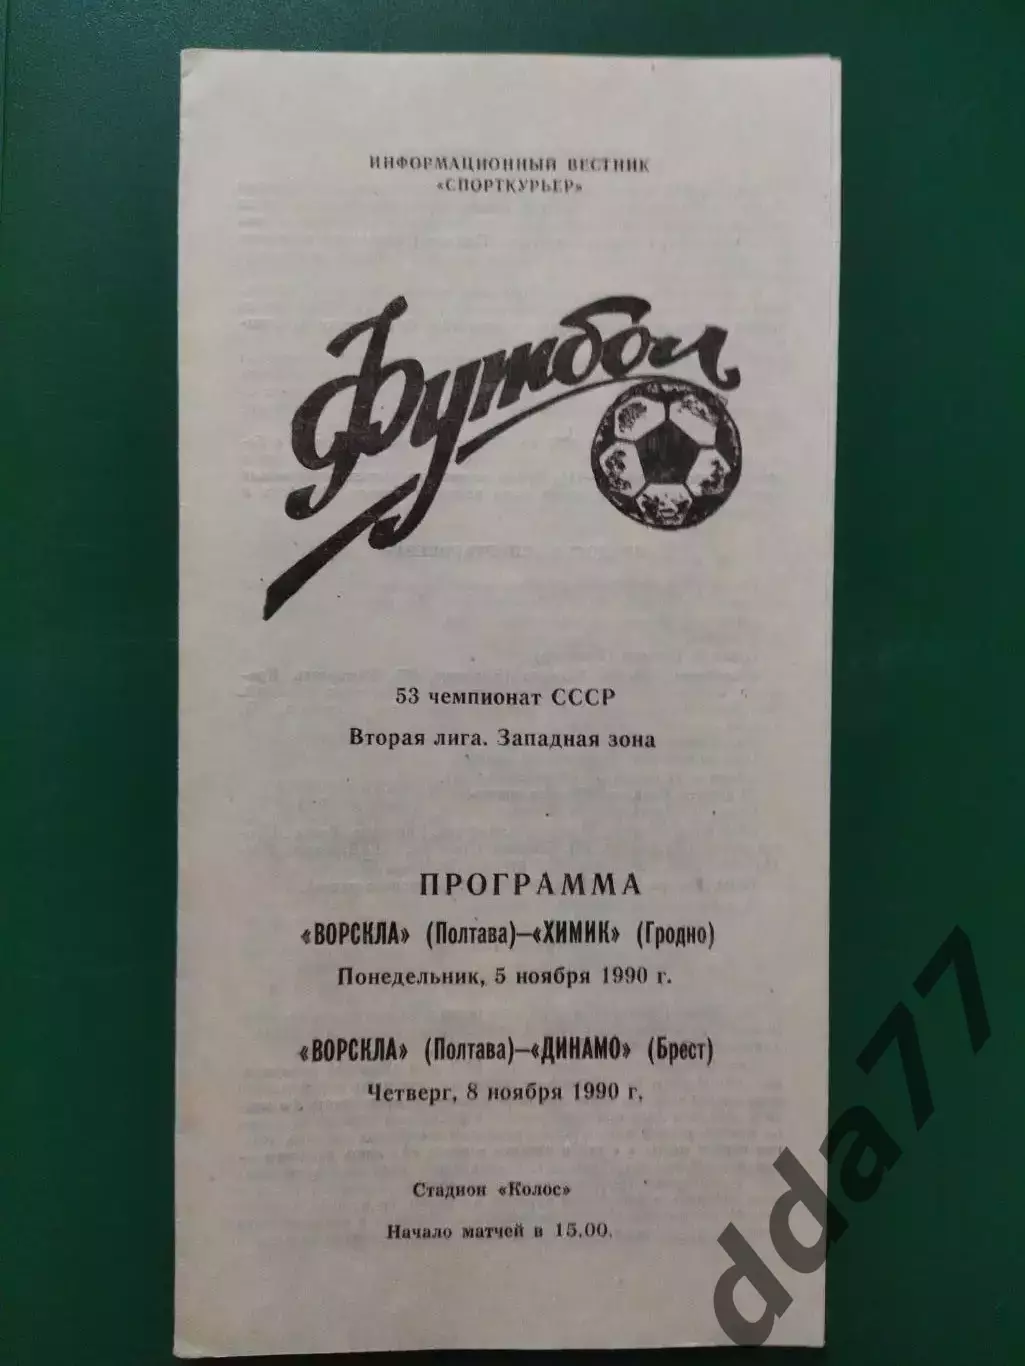 ИНФОРМАЦИОННЫЙ ВЕСТНИК
«СПОРТКУРЬЕР»
Футбол
53 чемпионат СССР
Вторая лига. Западная зона
ПРОГРАММА
«ВОРСКЛА» (Полтава)—«ХИМИК» (Гродно)
Понедельник, 5 ноября 1990 г.
«ВОРСКЛА» (Полтава)—«ДИНАМО» (Брест)
Четверг, 8 ноября 1990 г.
Стадион «Колос»
Начало матчей в 15.00.
dda77